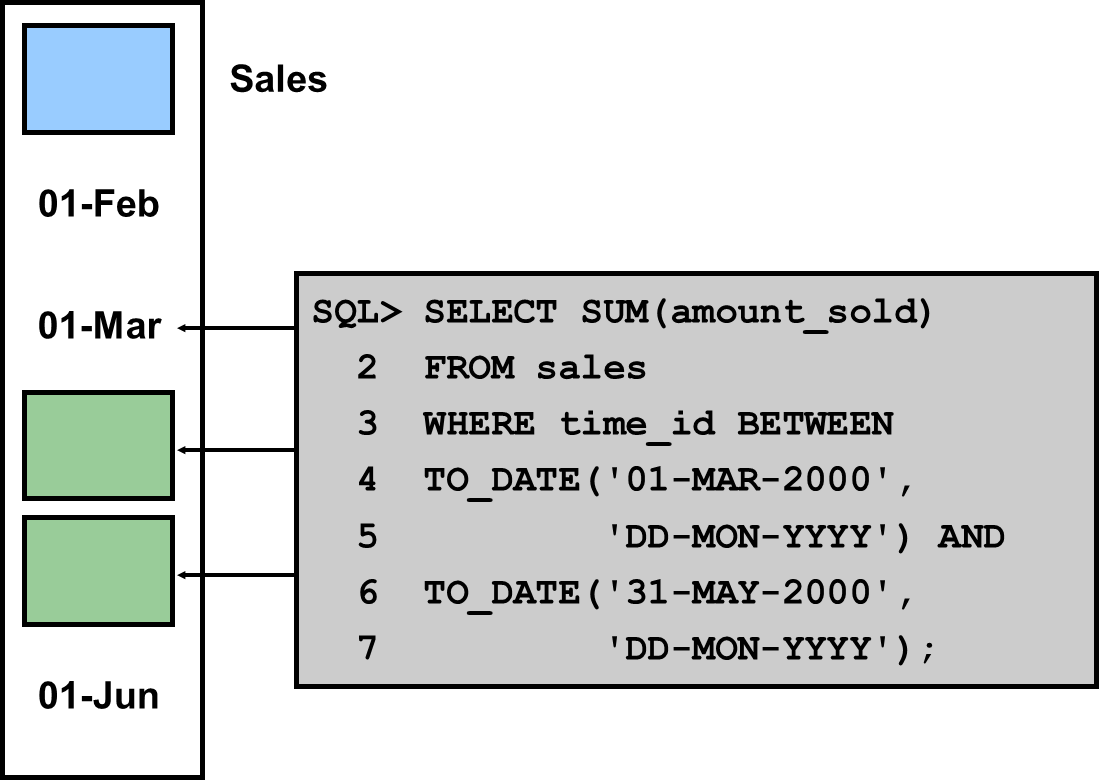 Sales
01-Feb
01-Mar
01-Jun
SQL> SELECT SUM(amount_sold)
2 FROM sales
3 WHERE time_id BETWEEN
4 TO_DATE('01-MAR-2000',
5 'DD-MON-YYYY') AND
6 TO_DATE('31-MAY-2000',
7 'DD-MON-YYYY');